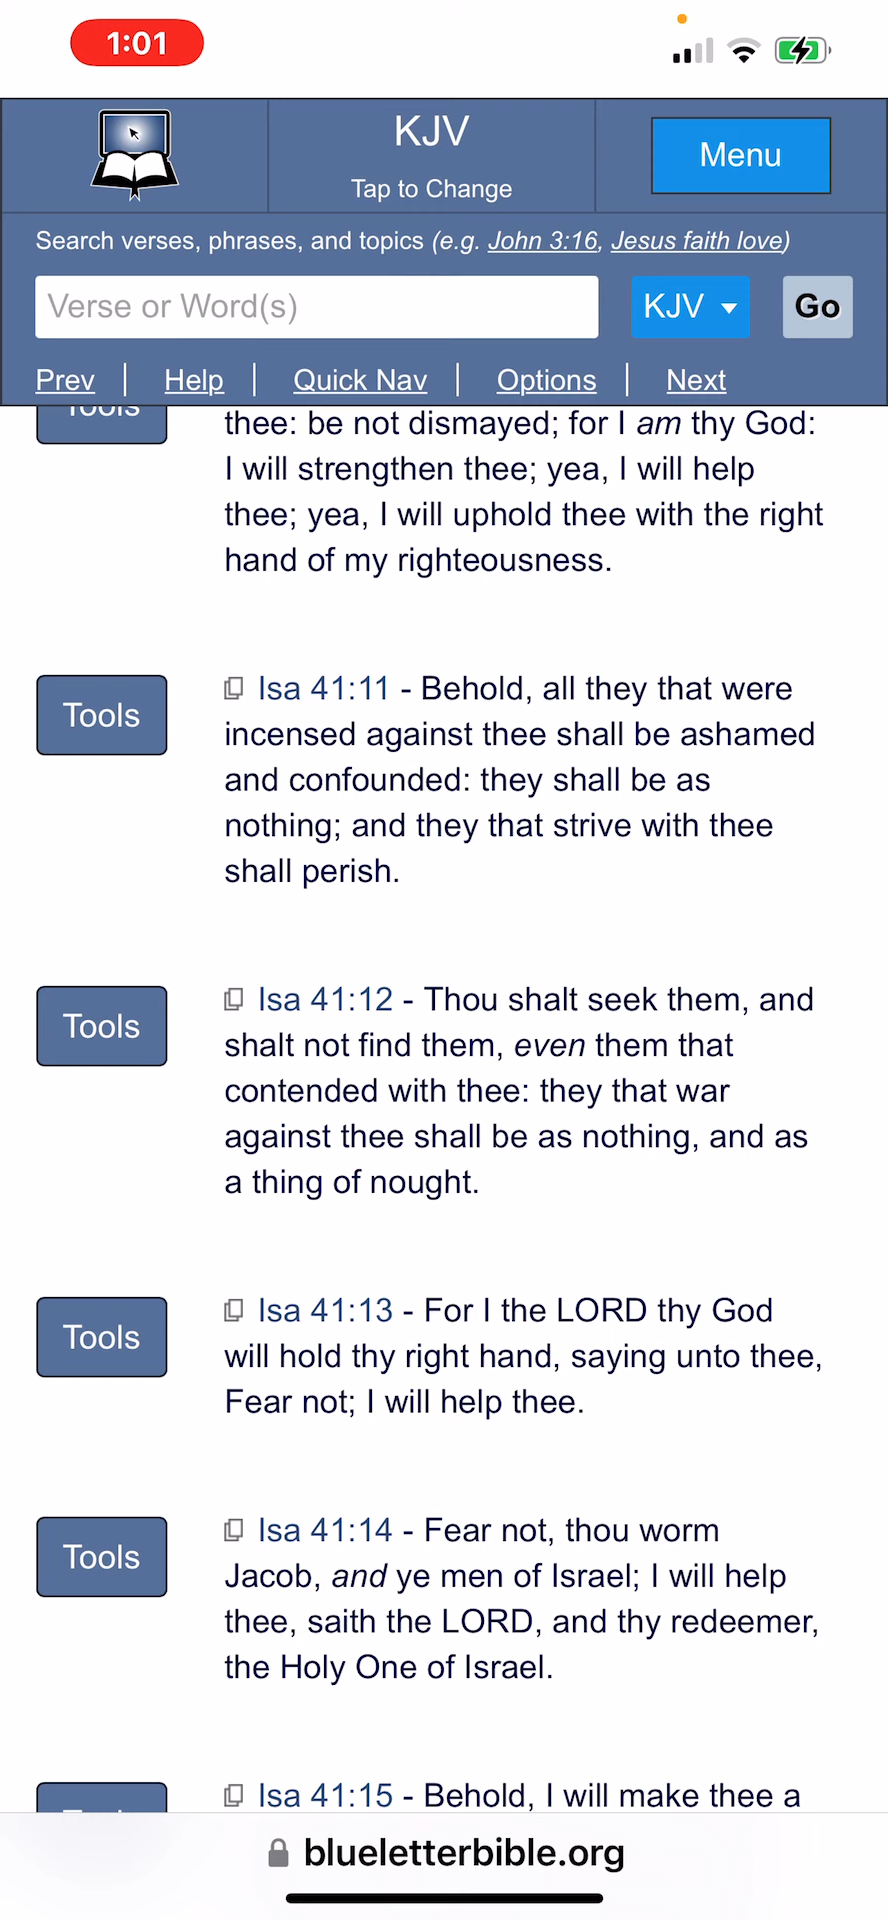 1:01
KJV
Tap to Change
Menu
Search verses, phrases, and topics (e.g. John 3:16, Jesus faith love)
Verse or Word(s)
KJV
Go
Prev | Help | Quick Nav | Options | Next
Tools
thee: be not dismayed; for I am thy God:
I will strengthen thee; yea, I will help
thee; yea, I will uphold thee with the right
hand of my righteousness.
Tools
Isa 41:11 - Behold, all they that were
incensed against thee shall be ashamed
and confounded: they shall be as
nothing; and they that strive with thee
shall perish.
Tools
Isa 41:12 - Thou shalt seek them, and
shalt not find them, even them that
contended with thee: they that war
against thee shall be as nothing, and as
a thing of nought.
Tools
Isa 41:13 - For I the LORD thy God
will hold thy right hand, saying unto thee,
Fear not; I will help thee.
Tools
Isa 41:14 - Fear not, thou worm
Jacob, and ye men of Israel; I will help
thee, saith the LORD, and thy redeemer,
the Holy One of Israel.
Isa 41:15 - Behold, I will make thee a
blueletterbible.org